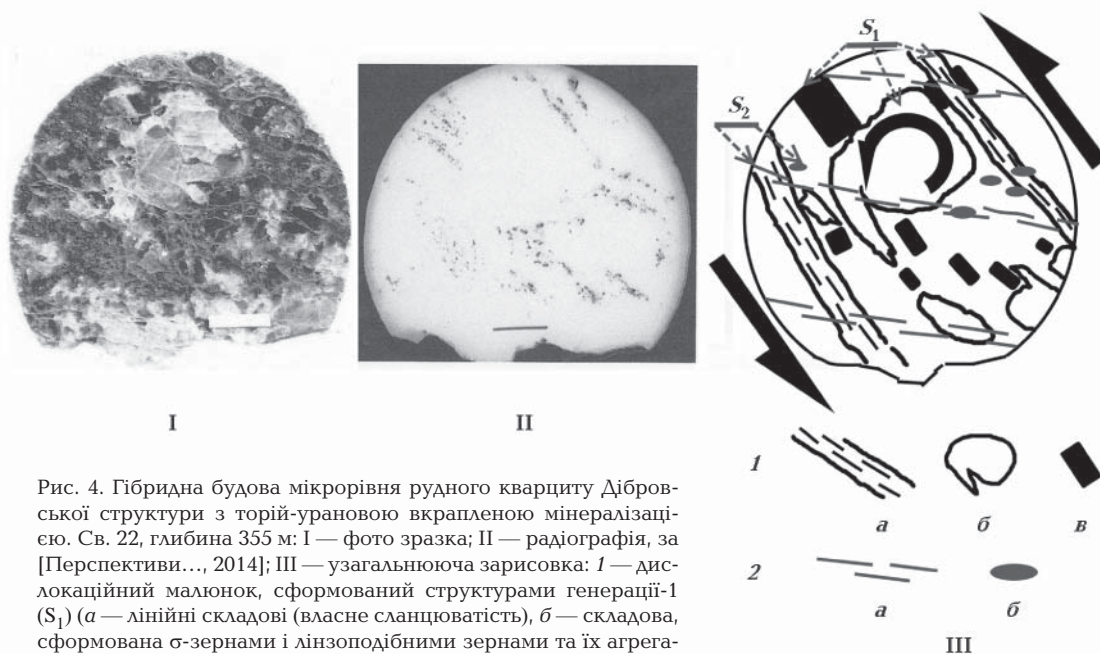 S1
S2
I
II
1
а б в
2
а б
III
Рис. 4. Гібридна будова мікрорівня рудного кварциту Дібров-
ської структури з торій-урановою вкрапленою мінералізаці-
єю. Св. 22, глибина 355 м: I — фото зразка; II — радіографія, за
[Перспективи…, 2014]; III — узагальнююча зарисовка: 1 — дис-
локаційний малюнок, сформований структурами генерації-1
(S1) (а — лінійні складові (власне сланцюватість), б — складова,
сформована σ-зернами і лінзоподібними зернами та їх агрега-